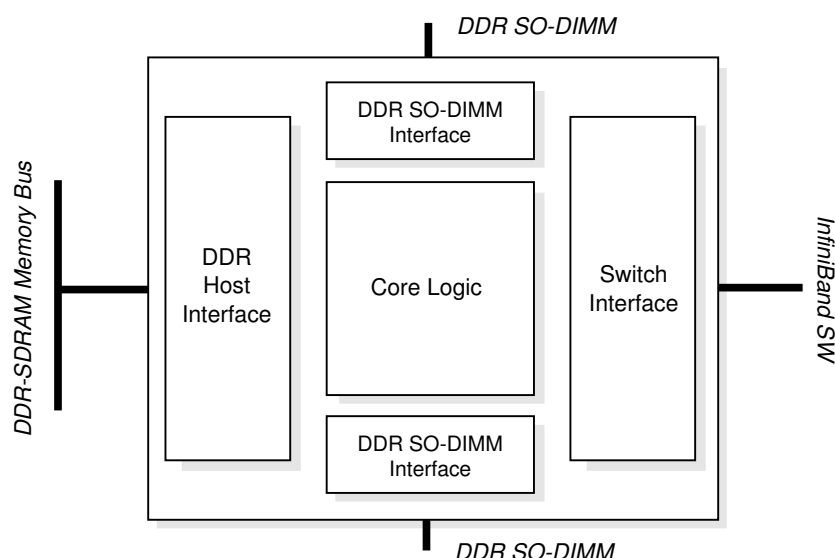 DDR SO-DIMM
DDR SO-DIMM
Interface
DDR-SDRAM Memory Bus
DDR
Host
Interface
Core Logic
Switch
Interface
InfiniBand SW
DDR SO-DIMM
Interface
DDR SO-DIMM